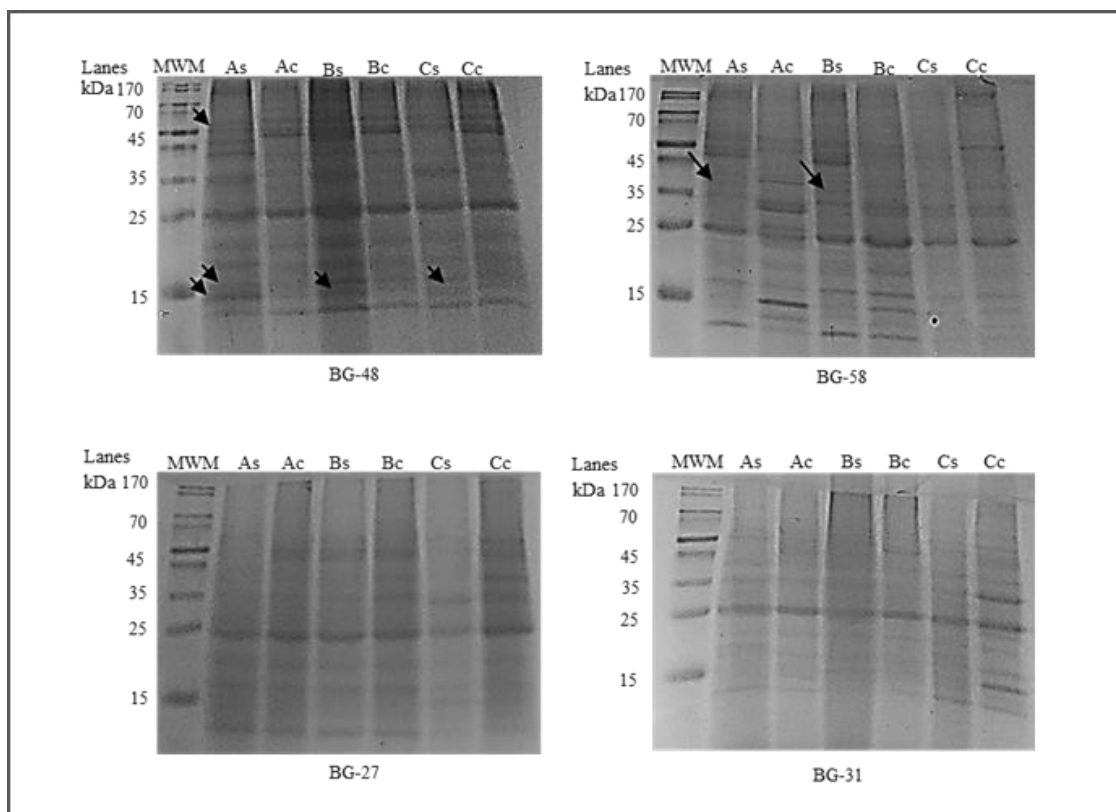 Lanes MWM As Ac Bs Bc Cs Cc
kDa 170
70
45
35
25
15
BG-48
Lanes MWM As Ac Bs Bc Cs Cc
kDa 170
70
45
35
25
15
BG-58
Lanes MWM As Ac Bs Bc Cs Cc
kDa 170
70
45
35
25
15
BG-27
Lanes MWM As Ac Bs Bc Cs Cc
kDa 170
70
45
35
25
15
BG-31